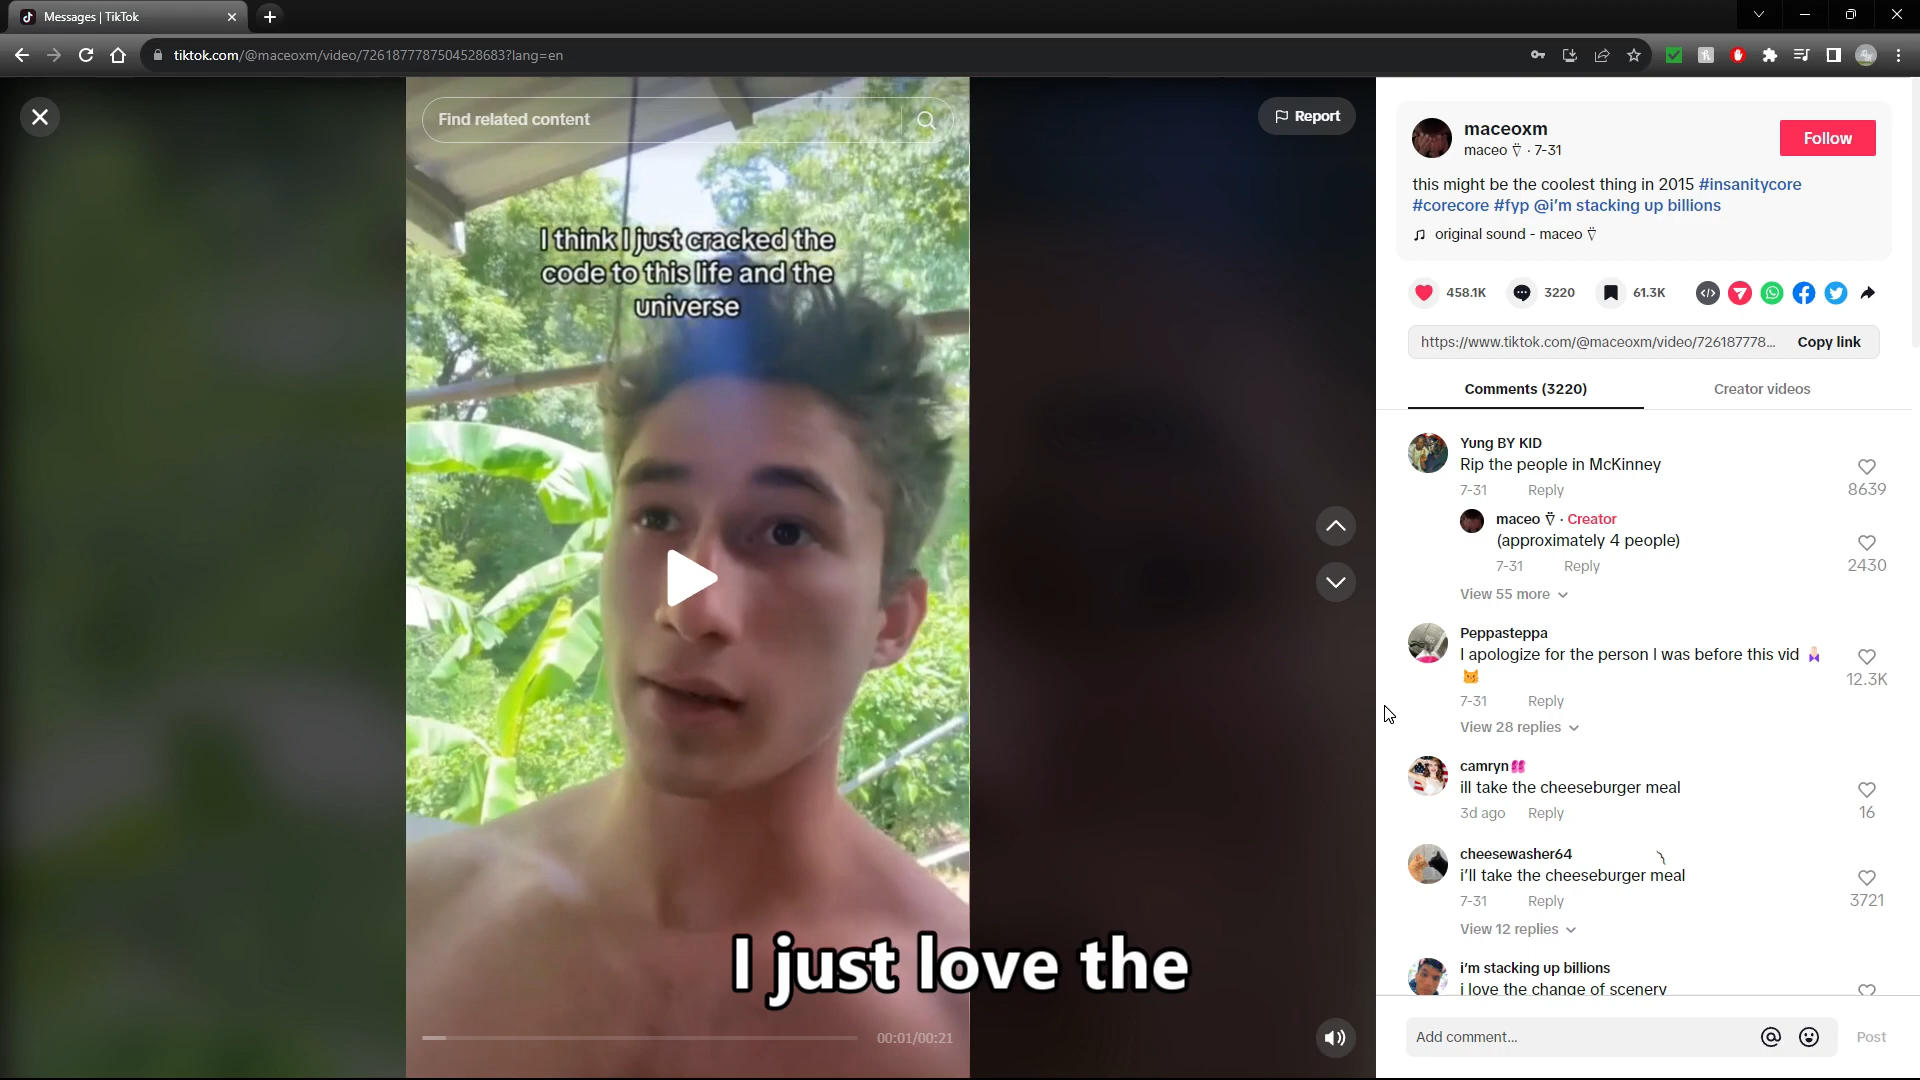 Messages | TikTok
tiktok.com/@maceoxm/video/7261877787504528683?lang=en
Find related content
Report
I think I just cracked the
code to this life and the
universe
I just love the
00:01/00:21
maceoxm
maceo ⍢ · 7-31
Follow
this might be the coolest thing in 2015 #insanitycore
#corecore #fyp @i'm stacking up billions
original sound - maceo ⍢
458.1K
3220
61.3K
https://www.tiktok.com/@maceoxm/video/726187778...
Copy link
Comments (3220)
Creator videos
Yung BY KID
Rip the people in McKinney
7-31 Reply
8639
maceo ⍢ · Creator
(approximately 4 people)
7-31 Reply
2430
View 55 more
Peppasteppa
I apologize for the person I was before this vid
7-31 Reply
12.3K
View 28 replies
camryn
ill take the cheeseburger meal
3d ago Reply
16
cheesewasher64
i'll take the cheeseburger meal
7-31 Reply
3721
View 12 replies
i'm stacking up billions
i love the change of scenery
Add comment...
Post